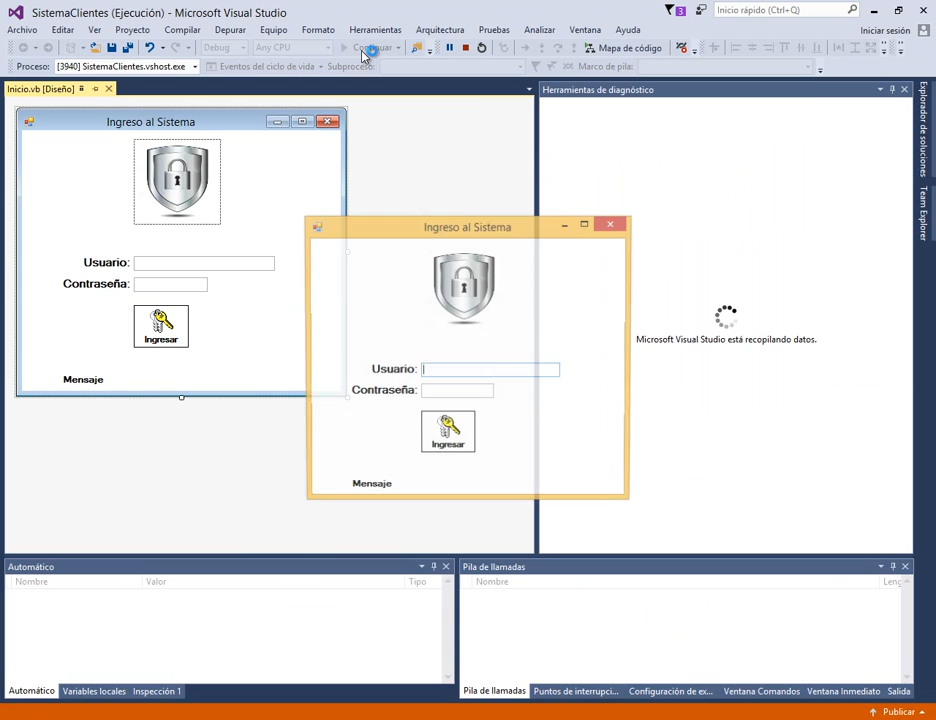 SistemaClientes (Ejecución) - Microsoft Visual Studio
3
Inicio rápido (Ctrl+Q)
Archivo Editar Ver Proyecto Compilar Depurar Equipo Formato Herramientas Arquitectura Pruebas Analizar Ventana Ayuda
Iniciar sesión
Debug Any CPU Continuar Mapa de código
Proceso: [3940] SistemaClientes.vshost.exe Eventos del ciclo de vida Subproceso: Marco de pila:
Inicio.vb [Diseño]
Herramientas de diagnóstico
Explorador de soluciones
Team Explorer
Ingreso al Sistema
Usuario:
Contraseña:
Ingresar
Mensaje
Ingreso al Sistema
Usuario:
Contraseña:
Ingresar
Mensaje
Microsoft Visual Studio está recopilando datos.
Automático
Nombre Valor Tipo
Automático Variables locales Inspección 1
Pila de llamadas
Nombre Leng
Pila de llamadas Puntos de interrupci... Configuración de ex... Ventana Comandos Ventana Inmediato Salida
Publicar